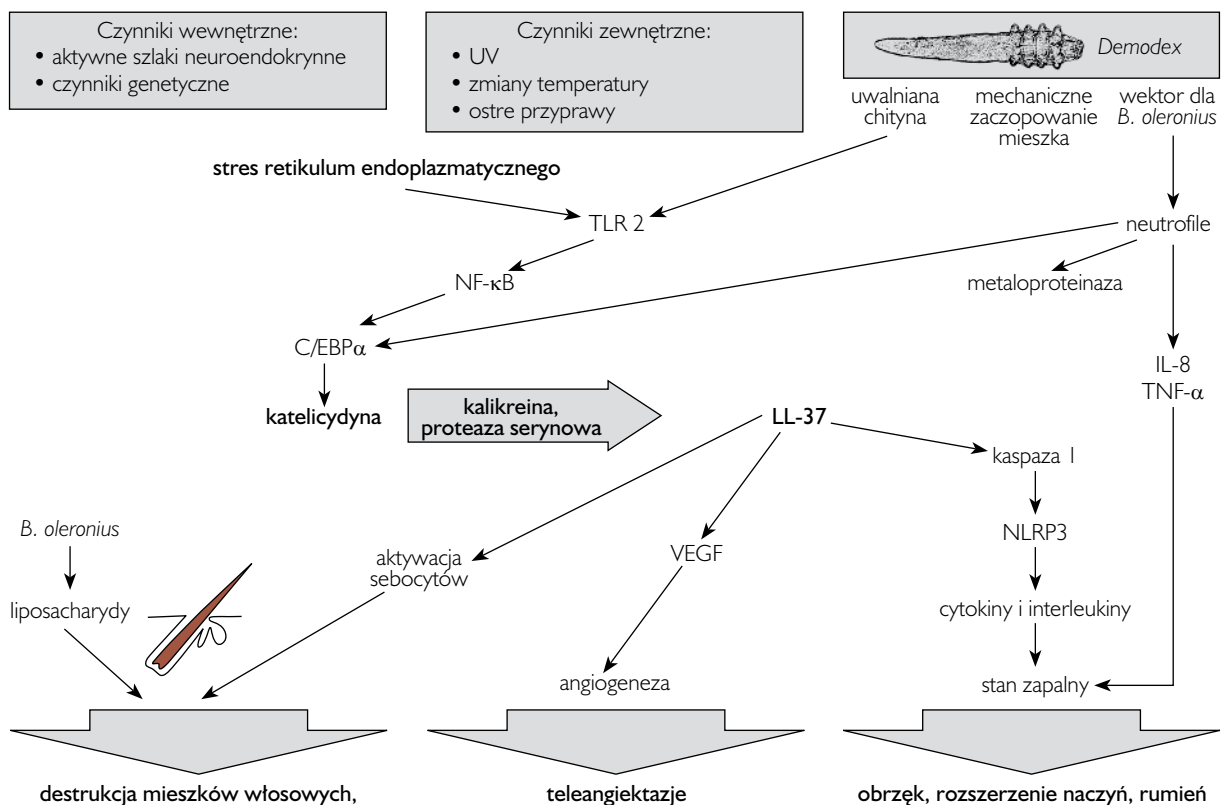 Czynniki wewnętrzne:
• aktywne szlaki neuroendokrynne
• czynniki genetyczne
Czynniki zewnętrzne:
• UV
• zmiany temperatury
• ostre przyprawy
Demodex
uwalniana
chityna
mechaniczne
zaczopowanie
mieszka
wektor dla
B. oleronius
stres retikulum endoplazmatycznego
TLR 2
neutrofile
NF-κB
metaloproteinaza
C/EBPα
IL-8
TNF-α
katelicydyna
kalikreina,
proteaza serynowa
LL-37
kaspaza 1
B. oleronius
aktywacja
sebocytów
VEGF
NLRP3
liposacharydy
cytokiny i interleukiny
angiogeneza
stan zapalny
destrukcja mieszków włosowych,
teleangiektazje
obrzęk, rozszerzenie naczyń, rumień